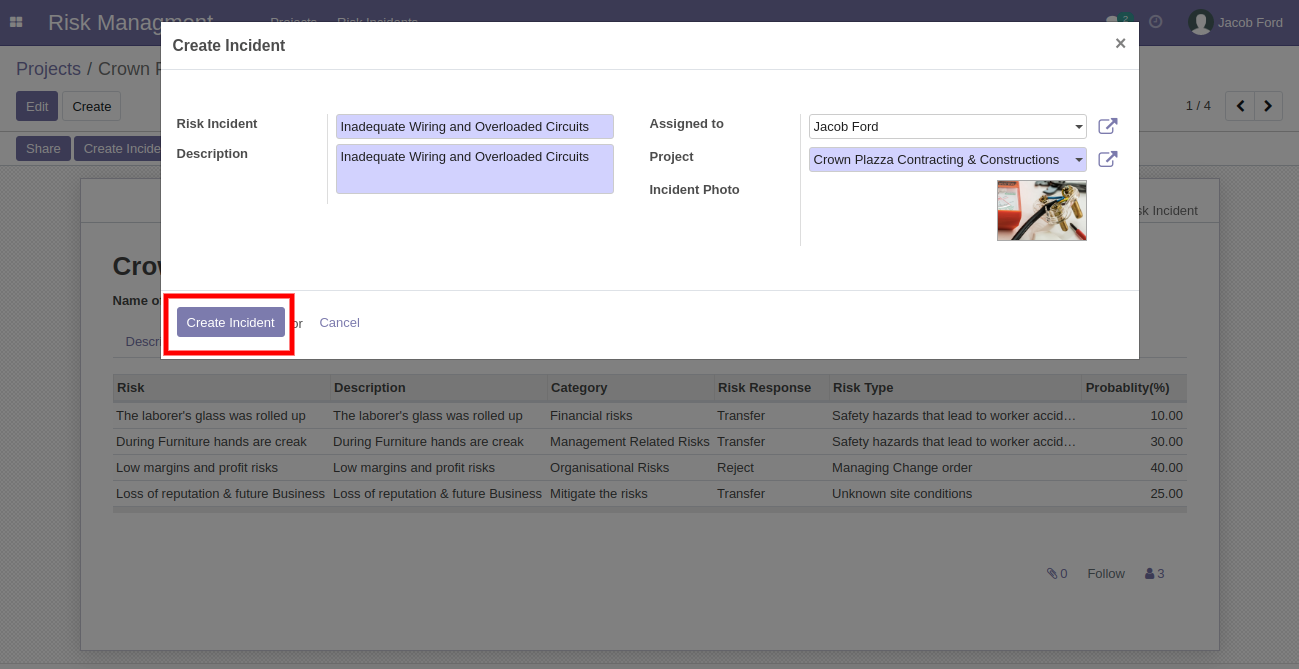 Risk Managment Projects Risk Incidents 2 Jacob Ford
Create Incident ×
Projects / Crown
Edit Create 1 / 4
Share Create Incide
Risk Incident Inadequate Wiring and Overloaded Circuits Assigned to Jacob Ford
Description Inadequate Wiring and Overloaded Circuits Project Crown Plazza Contracting & Constructions
Incident Photo
sk Incident
Crow
Name o
Create Incident or Cancel
Descr
Risk Description Category Risk Response Risk Type Probablity(%)
The laborer's glass was rolled up The laborer's glass was rolled up Financial risks Transfer Safety hazards that lead to worker accid… 10.00
During Furniture hands are creak During Furniture hands are creak Management Related Risks Transfer Safety hazards that lead to worker accid… 30.00
Low margins and profit risks Low margins and profit risks Organisational Risks Reject Managing Change order 40.00
Loss of reputation & future Business Loss of reputation & future Business Mitigate the risks Transfer Unknown site conditions 25.00
0 Follow 3